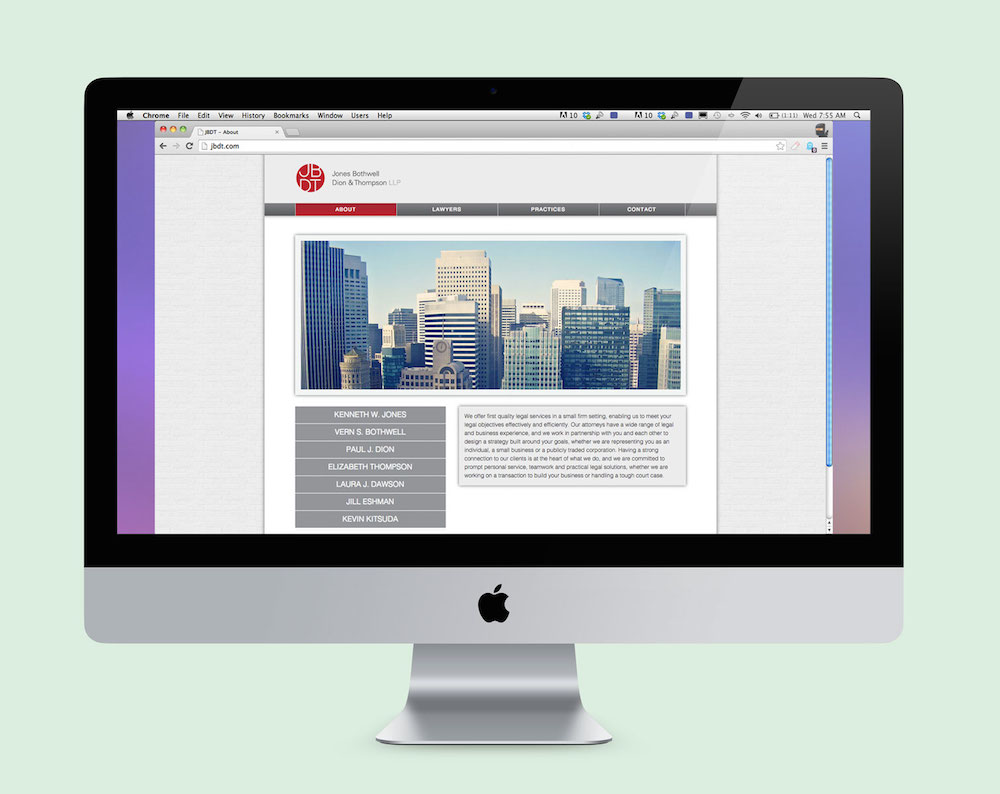 Chrome File Edit View History Bookmarks Window Users Help 10 10 (1:11) Wed 7:55 AM
JBDT – About
jbdt.com
JB
DT
Jones Bothwell
Dion & Thompson LLP
ABOUT LAWYERS PRACTICES CONTACT
KENNETH W. JONES
VERN S. BOTHWELL
PAUL J. DION
ELIZABETH THOMPSON
LAURA J. DAWSON
JILL ESHMAN
KEVIN KITSUDA
We offer first quality legal services in a small firm setting, enabling us to meet your
legal objectives effectively and efficiently. Our attorneys have a wide range of legal
and business experience, and we work in partnership with you and each other to
design a strategy built around your goals, whether we are representing you as an
individual, a small business or a publicly traded corporation. Having a strong
connection to our clients is at the heart of what we do, and we are committed to
prompt personal service, teamwork and practical legal solutions, whether we are
working on a transaction to build your business or handling a tough court case.